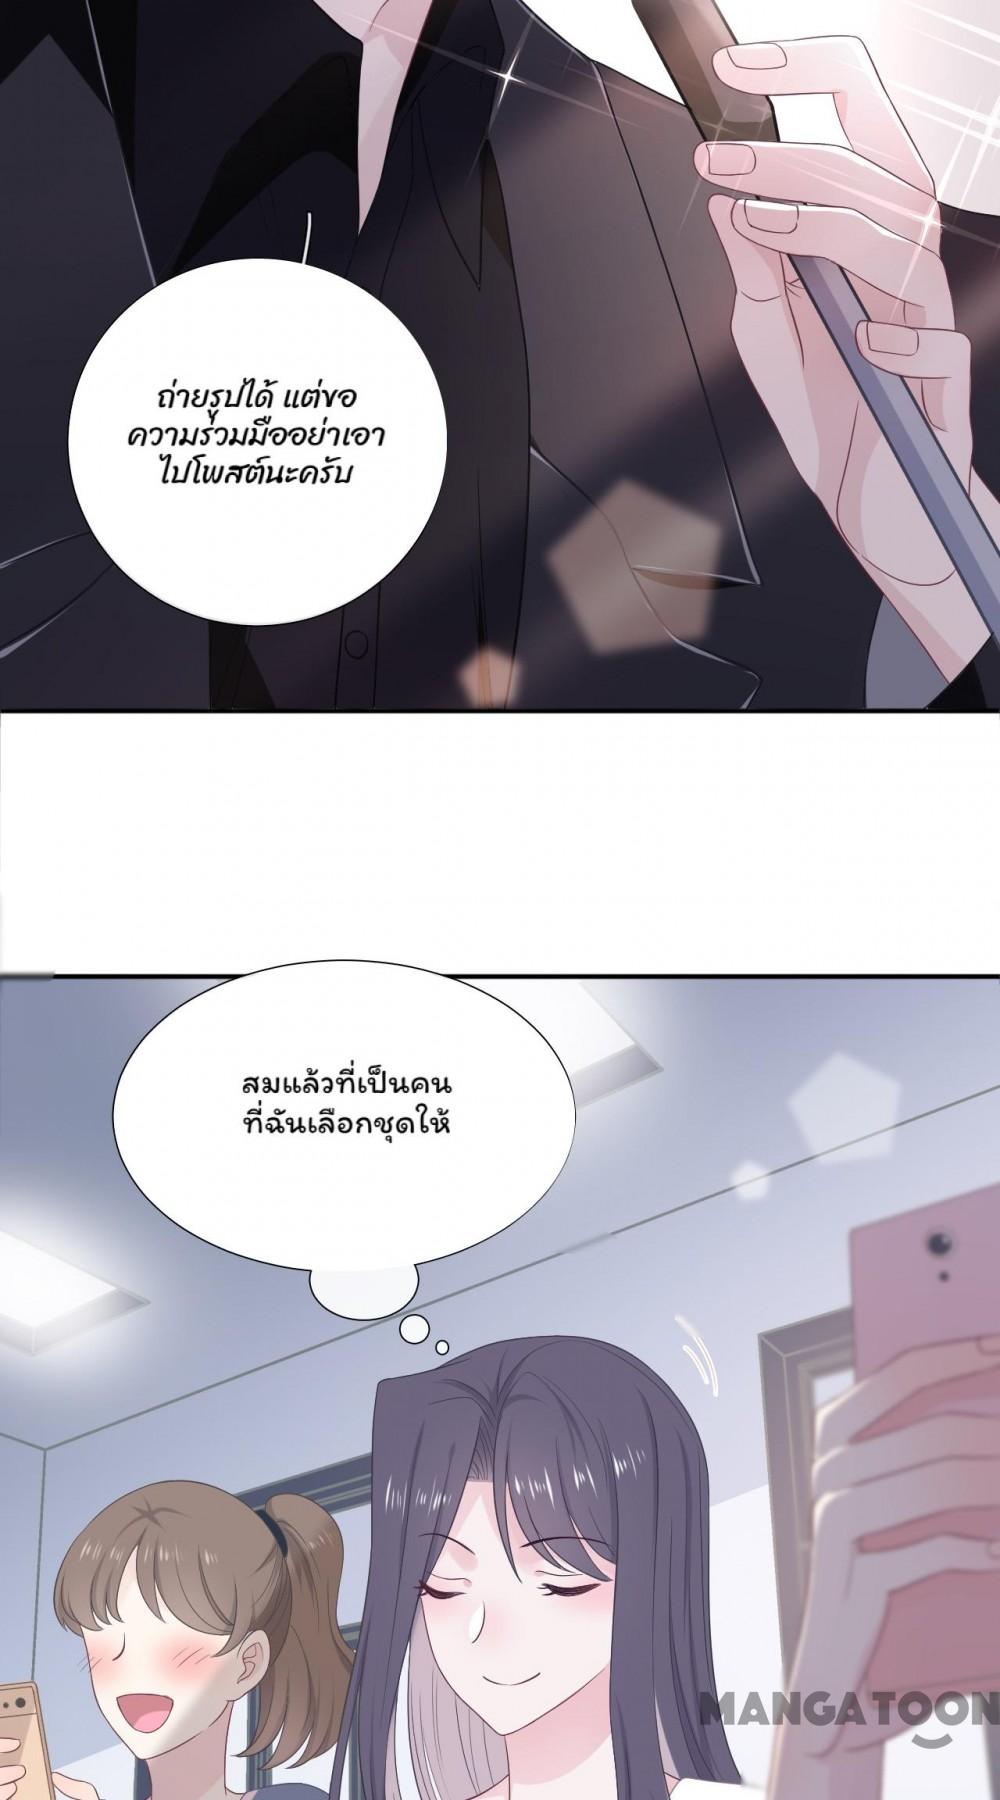 ถ่ายรูปได้ แต่ขอ
ความร่วมมืออย่าเอา
ไปโพสต์นะครับ
สมแล้วที่เป็นคน
ที่ฉันเลือกชุดให้
MANGATOON